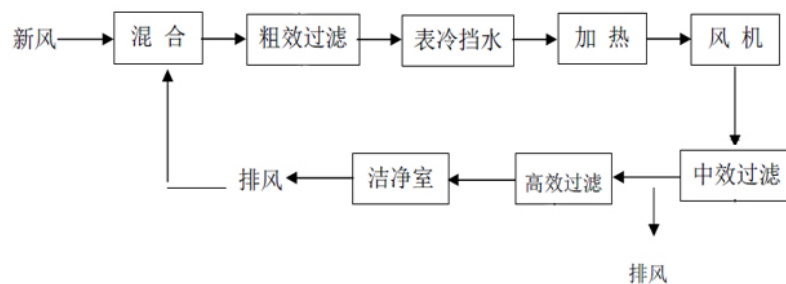 新风
混 合
粗效过滤
表冷挡水
加 热
风 机
排风
洁净室
高效过滤
中效过滤
排风